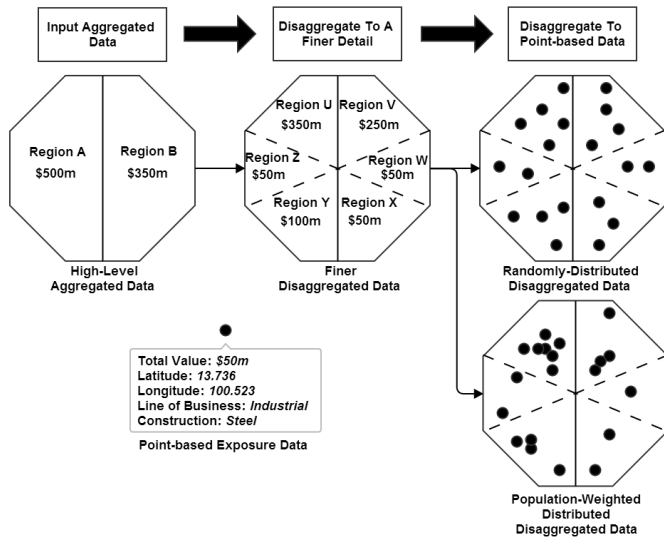 Input Aggregated
Data
Disaggregate To A
Finer Detail
Disaggregate To
Point-based Data
Region A
$500m
Region B
$350m
High-Level
Aggregated Data
Region U
$350m
Region V
$250m
Region Z
$50m
Region W
$50m
Region Y
$100m
Region X
$50m
Finer
Disaggregated Data
Randomly-Distributed
Disaggregated Data
Total Value: $50m
Latitude: 13.736
Longitude: 100.523
Line of Business: Industrial
Construction: Steel
Point-based Exposure Data
Population-Weighted
Distributed
Disaggregated Data